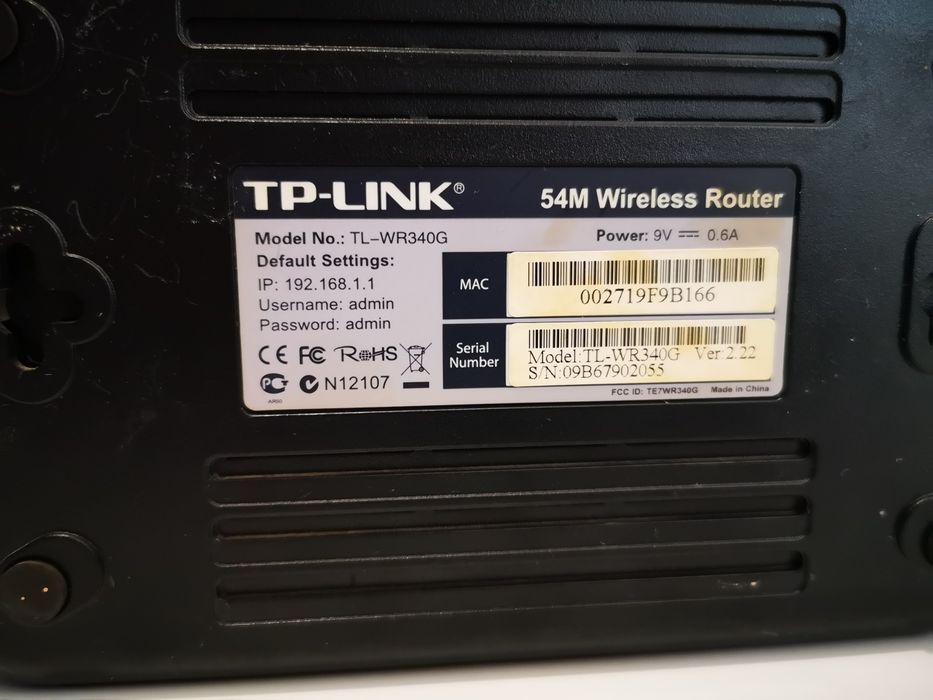 TP-LINK®
54M Wireless Router
Model No.: TL-WR340G
Power: 9V 0.6A
Default Settings:
IP: 192.168.1.1
Username: admin
Password: admin
MAC
002719F9B166
Serial Number
Model:TL-WR340G Ver:2.22
S/N:09B67902055
CE FC RoHS
PC N12107
AR50
FCC ID: TE7WR340G Made in China